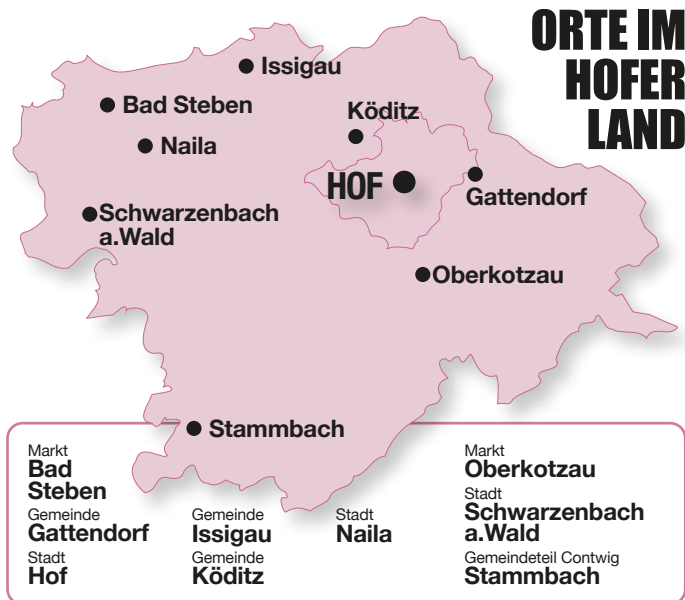 ORTE IM
HOFER
LAND
Issigau
Bad Steben
Köditz
Naila
HOF
Gattendorf
Schwarzenbach
a.Wald
Oberkotzau
Stammbach
Markt
Bad
Steben
Gemeinde
Gattendorf
Stadt
Hof
Gemeinde
Issigau
Gemeinde
Köditz
Stadt
Naila
Markt
Oberkotzau
Stadt
Schwarzenbach
a.Wald
Gemeindeteil Contwig
Stammbach